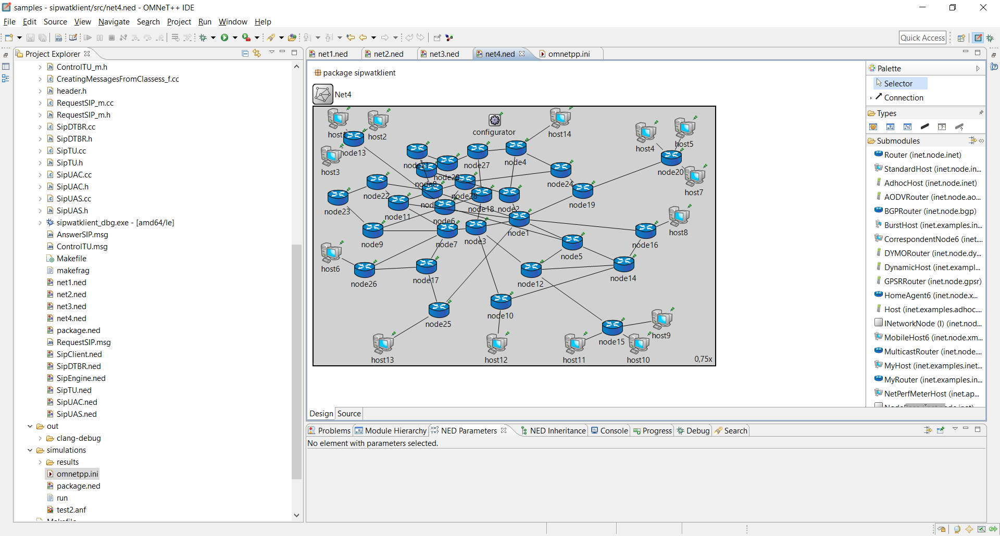 samples - sipwatklient/src/net4.ned - OMNeT++ IDE
File Edit Source View Navigate Search Project Run Window Help
Quick Access
Project Explorer
ControlTU_m.h
CreatingMessagesFromClassess_f.cc
header.h
RequestSIP_m.cc
RequestSIP_m.h
SipDTBR.cc
SipDTBR.h
SipTU.cc
SipTU.h
SipUAC.cc
SipUAC.h
SipUAS.cc
SipUAS.h
sipwatklient_dbg.exe - [amd64/le]
AnswerSIP.msg
ControlTU.msg
Makefile
makefrag
net1.ned
net2.ned
net3.ned
net4.ned
package.ned
RequestSIP.msg
SipClient.ned
SipDTBR.ned
SipEngine.ned
SipTU.ned
SipUAC.ned
SipUAS.ned
out
clang-debug
simulations
results
omnetpp.ini
package.ned
run
test2.anf
Makefile
net1.ned net2.ned net3.ned net4.ned omnetpp.ini
package sipwatklient
Net4
host1
host2
configurator
host14
host4
host5
node13
host3
node21
node27
node4
node20
node29
node8
node24
host7
node22
node28
node23
node11
node18
node2
node19
node6
node9
node7
node3
node1
node16
host8
host6
node5
node26
node17
node12
node14
node25
node10
node15
host9
host13
host12
host11
host10
0,75x
Design Source
Palette
Selector
Connection
Types
Submodules
Router (inet.node.inet)
StandardHost (inet.node.in...
AdhocHost (inet.node.inet)
AODVRouter (inet.node.ao...
BGPRouter (inet.node.bgp)
BurstHost (inet.examples.in...
CorrespondentNode6 (inet....
DYMORouter (inet.node.dy...
DynamicHost (inet.exampl...
GPSRRouter (inet.node.gpsr)
HomeAgent6 (inet.node.x...
Host (inet.examples.adhoc....
INetworkNode (I) (inet.nod...
MobileHost6 (inet.node.xm...
MulticastRouter (inet.node....
MyHost (inet.examples.inet...
MyRouter (inet.examples.in...
NetPerfMeterHost (inet.ap...
Problems Module Hierarchy NED Parameters NED Inheritance Console Progress Debug Search
No element with parameters selected.